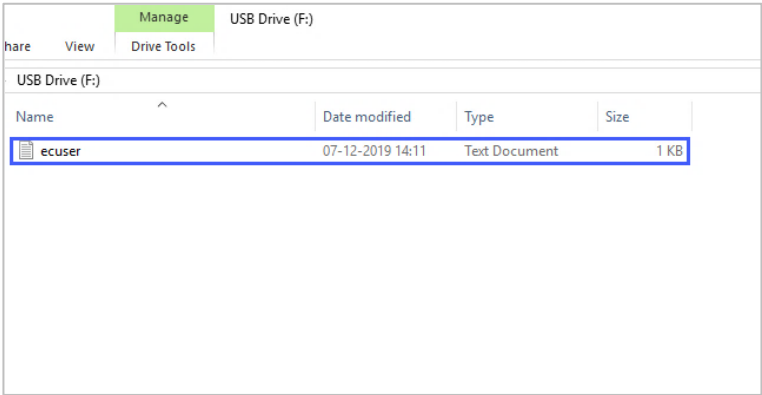 Manage USB Drive (F:)
hare View Drive Tools
USB Drive (F:)
Name Date modified Type Size
ecuser 07-12-2019 14:11 Text Document 1 KB